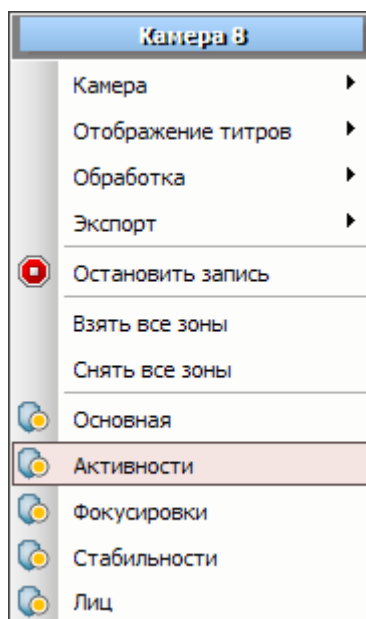 Камера 8
Камера
Отображение титров
Обработка
Экспорт
Остановить запись
Взять все зоны
Снять все зоны
Основная
Активности
Фокусировки
Стабильности
Лиц